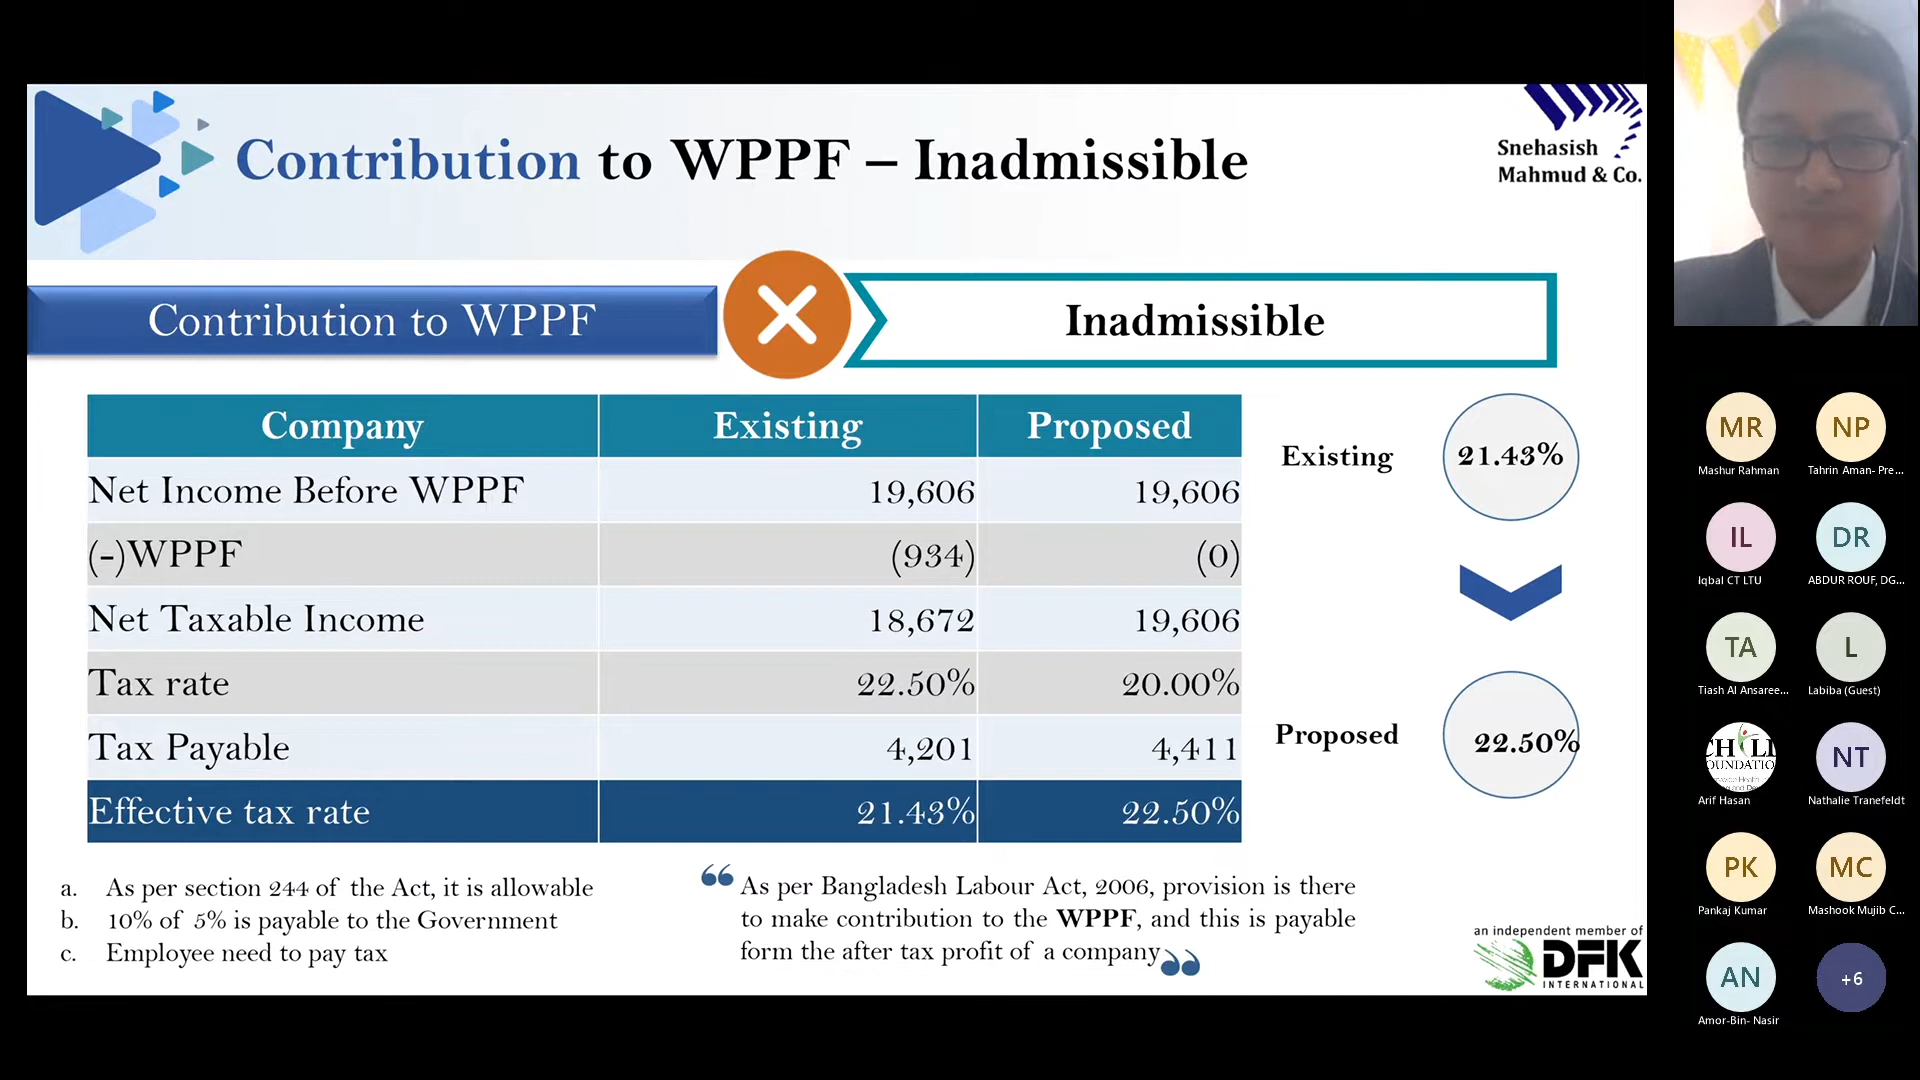 Contribution to WPPF – Inadmissible
Snehasish
Mahmud & Co.
Contribution to WPPF
Inadmissible
Company Existing Proposed
Net Income Before WPPF 19,606 19,606
(-)WPPF (934) (0)
Net Taxable Income 18,672 19,606
Tax rate 22.50% 20.00%
Tax Payable 4,201 4,411
Effective tax rate 21.43% 22.50%
Existing 21.43%
Proposed 22.50%
a. As per section 244 of the Act, it is allowable
b. 10% of 5% is payable to the Government
c. Employee need to pay tax
“As per Bangladesh Labour Act, 2006, provision is there
to make contribution to the WPPF, and this is payable
form the after tax profit of a company”
an independent member of
DFK
INTERNATIONAL
MR NP
Mashur Rahman Tahrin Aman- Pre...
IL DR
Iqbal CT LTU ABDUR ROUF, DG...
TA L
Tiash Al Ansaree... Labiba (Guest)
NT
Arif Hasan Nathalie Tranefeldt
PK MC
Pankaj Kumar Mashook Mujib C...
AN +6
Amor-Bin- Nasir